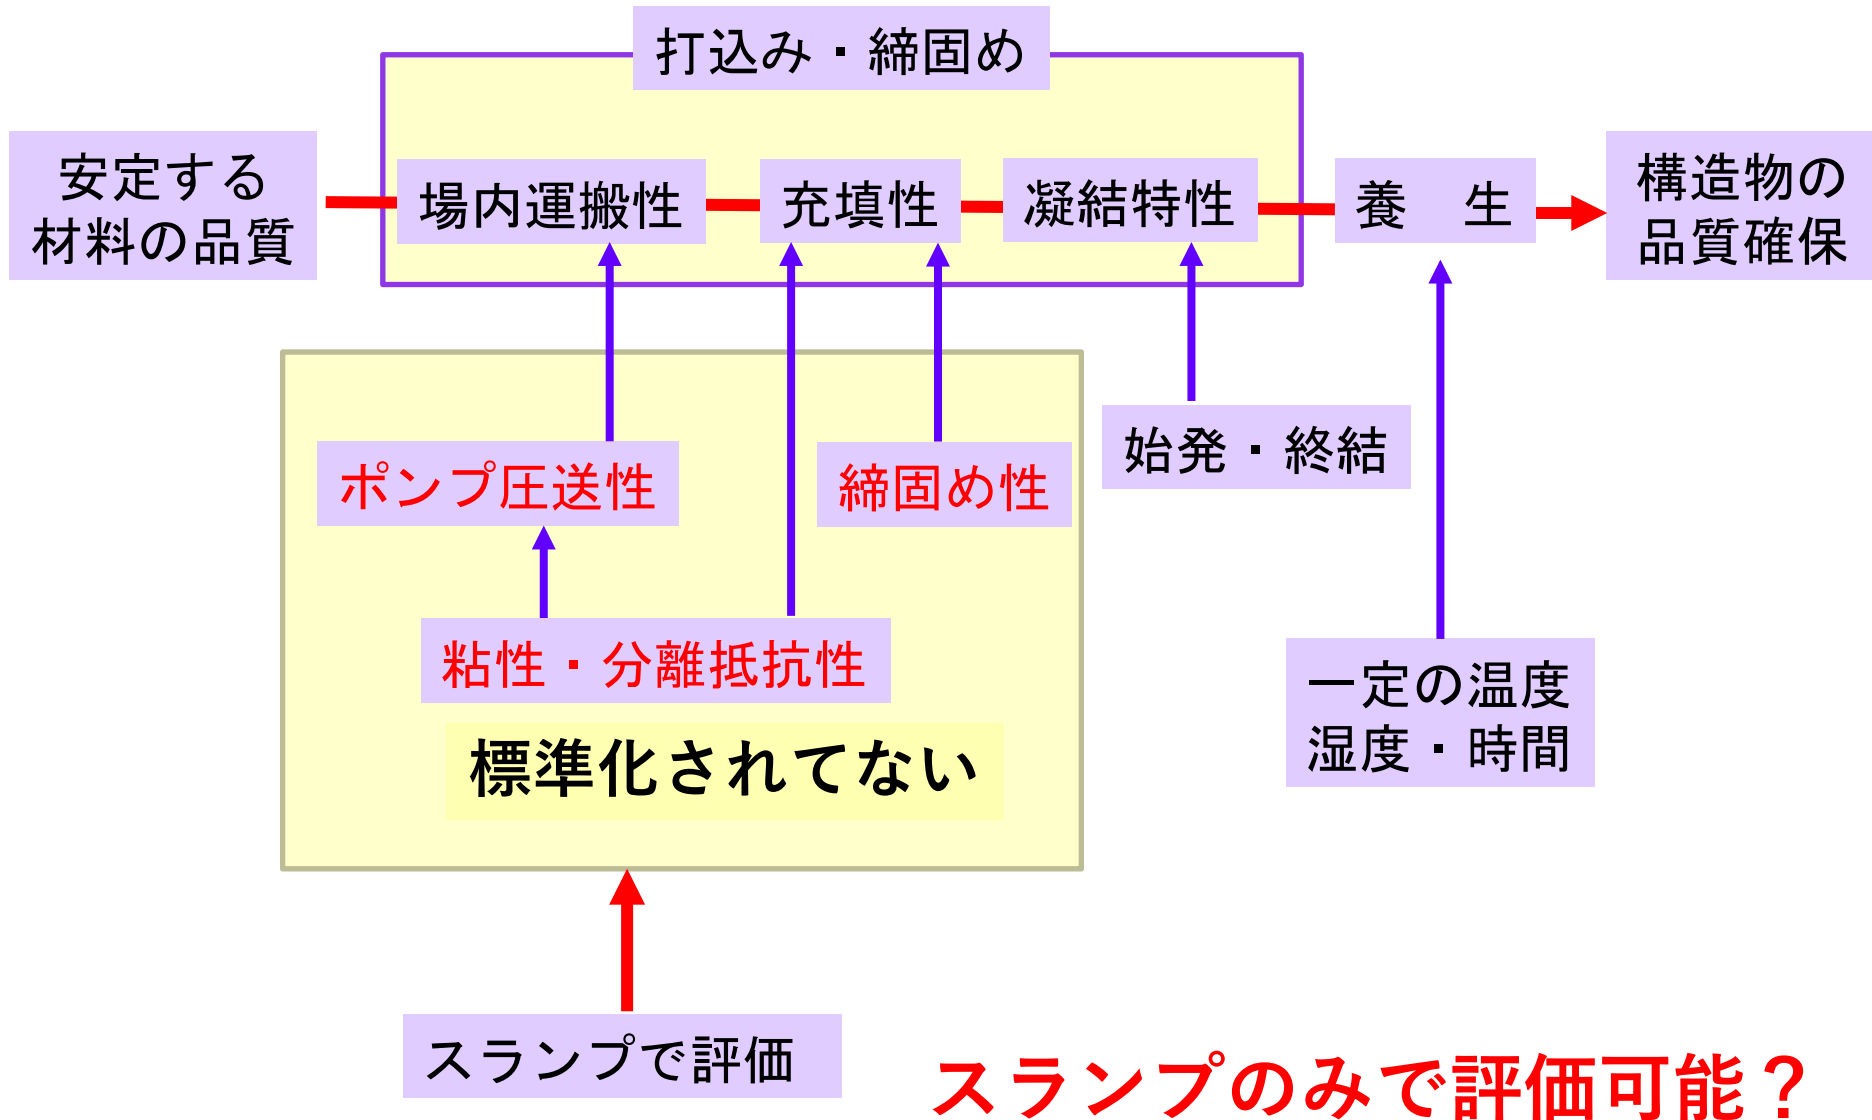 打込み・締固め
安定する
材料の品質
場内運搬性
充填性
凝結特性
養　生
構造物の
品質確保
ポンプ圧送性
締固め性
始発・終結
粘性・分離抵抗性
標準化されてない
一定の温度
湿度・時間
スランプで評価
スランプのみで評価可能？